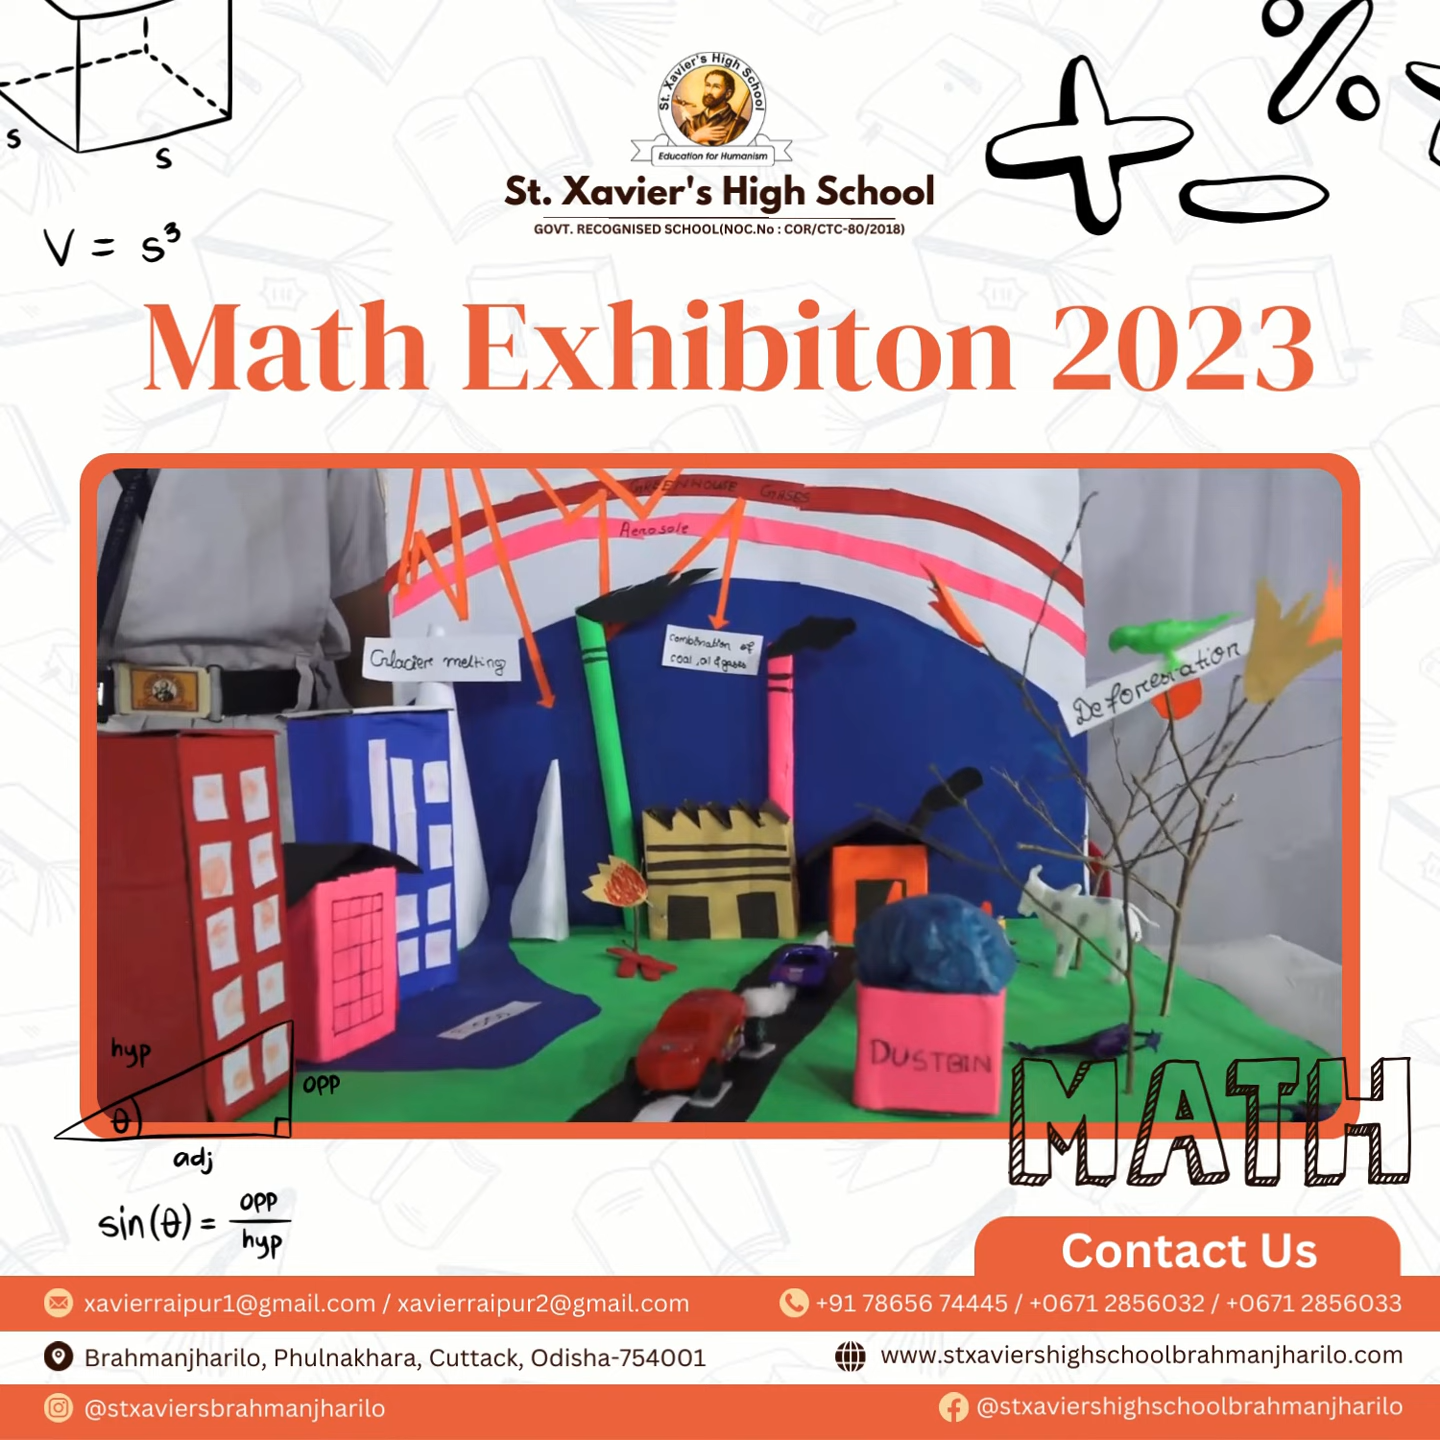 St. Xavier's High School
Education for Humanism
St. Xavier's High School
GOVT. RECOGNISED SCHOOL(NOC.No : COR/CTC-80/2018)
s
s
V = s³
+ − %
Math Exhibiton 2023
GREENHOUSE GASES
Aerosole
Glacier melting
combination of
coal, oil & gases
Deforestation
DUSTBIN
hyp
opp
θ
adj
sin(θ) = opp/hyp
MATH
Contact Us
xavierraipur1@gmail.com / xavierraipur2@gmail.com
+91 78656 74445 / +0671 2856032 / +0671 2856033
Brahmanjharilo, Phulnakhara, Cuttack, Odisha-754001
www.stxaviershighschoolbrahmanjharilo.com
@stxaviersbrahmanjharilo
@stxaviershighschoolbrahmanjharilo